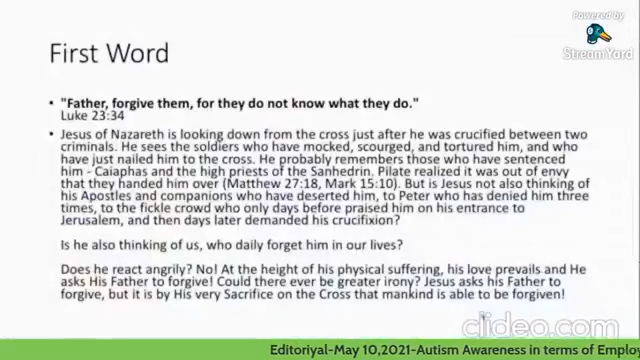 Powered by
StreamYard
First Word
• "Father, forgive them, for they do not know what they do."
Luke 23:34
• Jesus of Nazareth is looking down from the cross just after he was crucified between two
criminals. He sees the soldiers who have mocked, scourged, and tortured him, and who
have just nailed him to the cross. He probably remembers those who have sentenced
him - Caiaphas and the high priests of the Sanhedrin. Pilate realized it was out of envy
that they handed him over (Matthew 27:18, Mark 15:10). But is Jesus not also thinking of
his Apostles and companions who have deserted him, to Peter who has denied him three
times, to the fickle crowd who only days before praised him on his entrance to
Jerusalem, and then days later demanded his crucifixion?
Is he also thinking of us, who daily forget him in our lives?
Does he react angrily? No! At the height of his physical suffering, his love prevails and He
asks His Father to forgive! Could there ever be greater irony? Jesus asks his Father to
forgive, but it is by His very Sacrifice on the Cross that mankind is able to be forgiven!
clideo.com
Editoriyal-May 10,2021-Autism Awareness in terms of Emplo